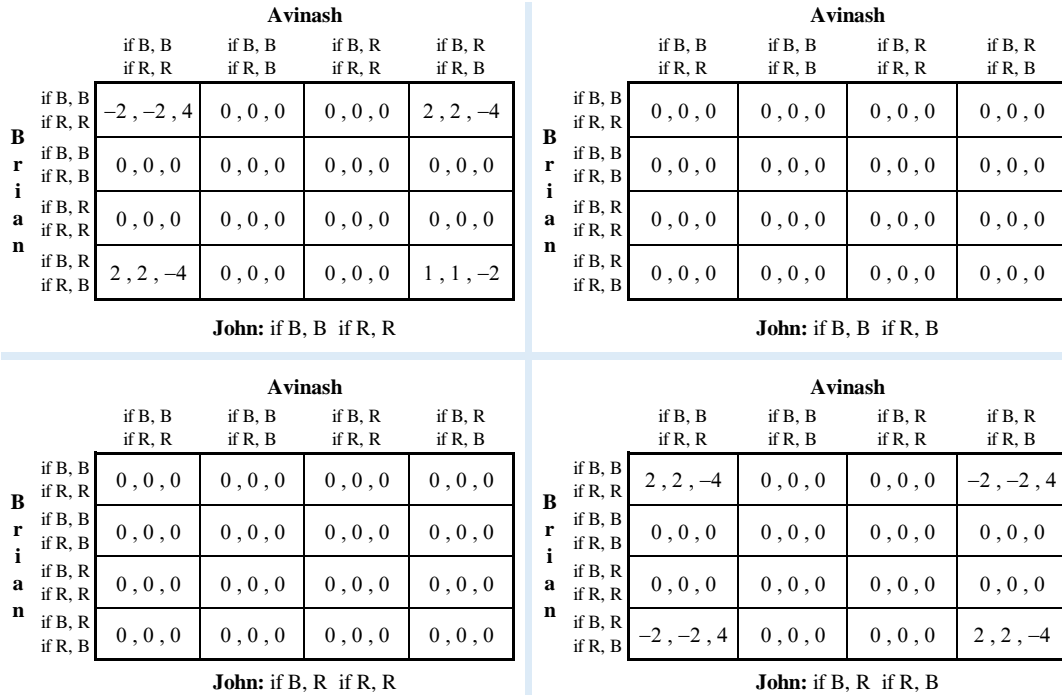 Avinash
if B, B if B, B if B, R if B, R
if R, R if R, B if R, R if R, B
B
r
i
a
n
if B, B
if R, R
–2 , –2 , 4 0 , 0 , 0 0 , 0 , 0 2 , 2 , –4
if B, B
if R, B
0 , 0 , 0 0 , 0 , 0 0 , 0 , 0 0 , 0 , 0
if B, R
if R, R
0 , 0 , 0 0 , 0 , 0 0 , 0 , 0 0 , 0 , 0
if B, R
if R, B
2 , 2 , –4 0 , 0 , 0 0 , 0 , 0 1 , 1 , –2
John: if B, B if R, R
Avinash
if B, B if B, B if B, R if B, R
if R, R if R, B if R, R if R, B
B
r
i
a
n
if B, B
if R, R
0 , 0 , 0 0 , 0 , 0 0 , 0 , 0 0 , 0 , 0
if B, B
if R, B
0 , 0 , 0 0 , 0 , 0 0 , 0 , 0 0 , 0 , 0
if B, R
if R, R
0 , 0 , 0 0 , 0 , 0 0 , 0 , 0 0 , 0 , 0
if B, R
if R, B
0 , 0 , 0 0 , 0 , 0 0 , 0 , 0 0 , 0 , 0
John: if B, B if R, B
Avinash
if B, B if B, B if B, R if B, R
if R, R if R, B if R, R if R, B
B
r
i
a
n
if B, B
if R, R
0 , 0 , 0 0 , 0 , 0 0 , 0 , 0 0 , 0 , 0
if B, B
if R, B
0 , 0 , 0 0 , 0 , 0 0 , 0 , 0 0 , 0 , 0
if B, R
if R, R
0 , 0 , 0 0 , 0 , 0 0 , 0 , 0 0 , 0 , 0
if B, R
if R, B
0 , 0 , 0 0 , 0 , 0 0 , 0 , 0 0 , 0 , 0
John: if B, R if R, R
Avinash
if B, B if B, B if B, R if B, R
if R, R if R, B if R, R if R, B
B
r
i
a
n
if B, B
if R, R
2 , 2 , –4 0 , 0 , 0 0 , 0 , 0 –2 , –2 , 4
if B, B
if R, B
0 , 0 , 0 0 , 0 , 0 0 , 0 , 0 0 , 0 , 0
if B, R
if R, R
0 , 0 , 0 0 , 0 , 0 0 , 0 , 0 0 , 0 , 0
if B, R
if R, B
–2 , –2 , 4 0 , 0 , 0 0 , 0 , 0 2 , 2 , –4
John: if B, R if R, B